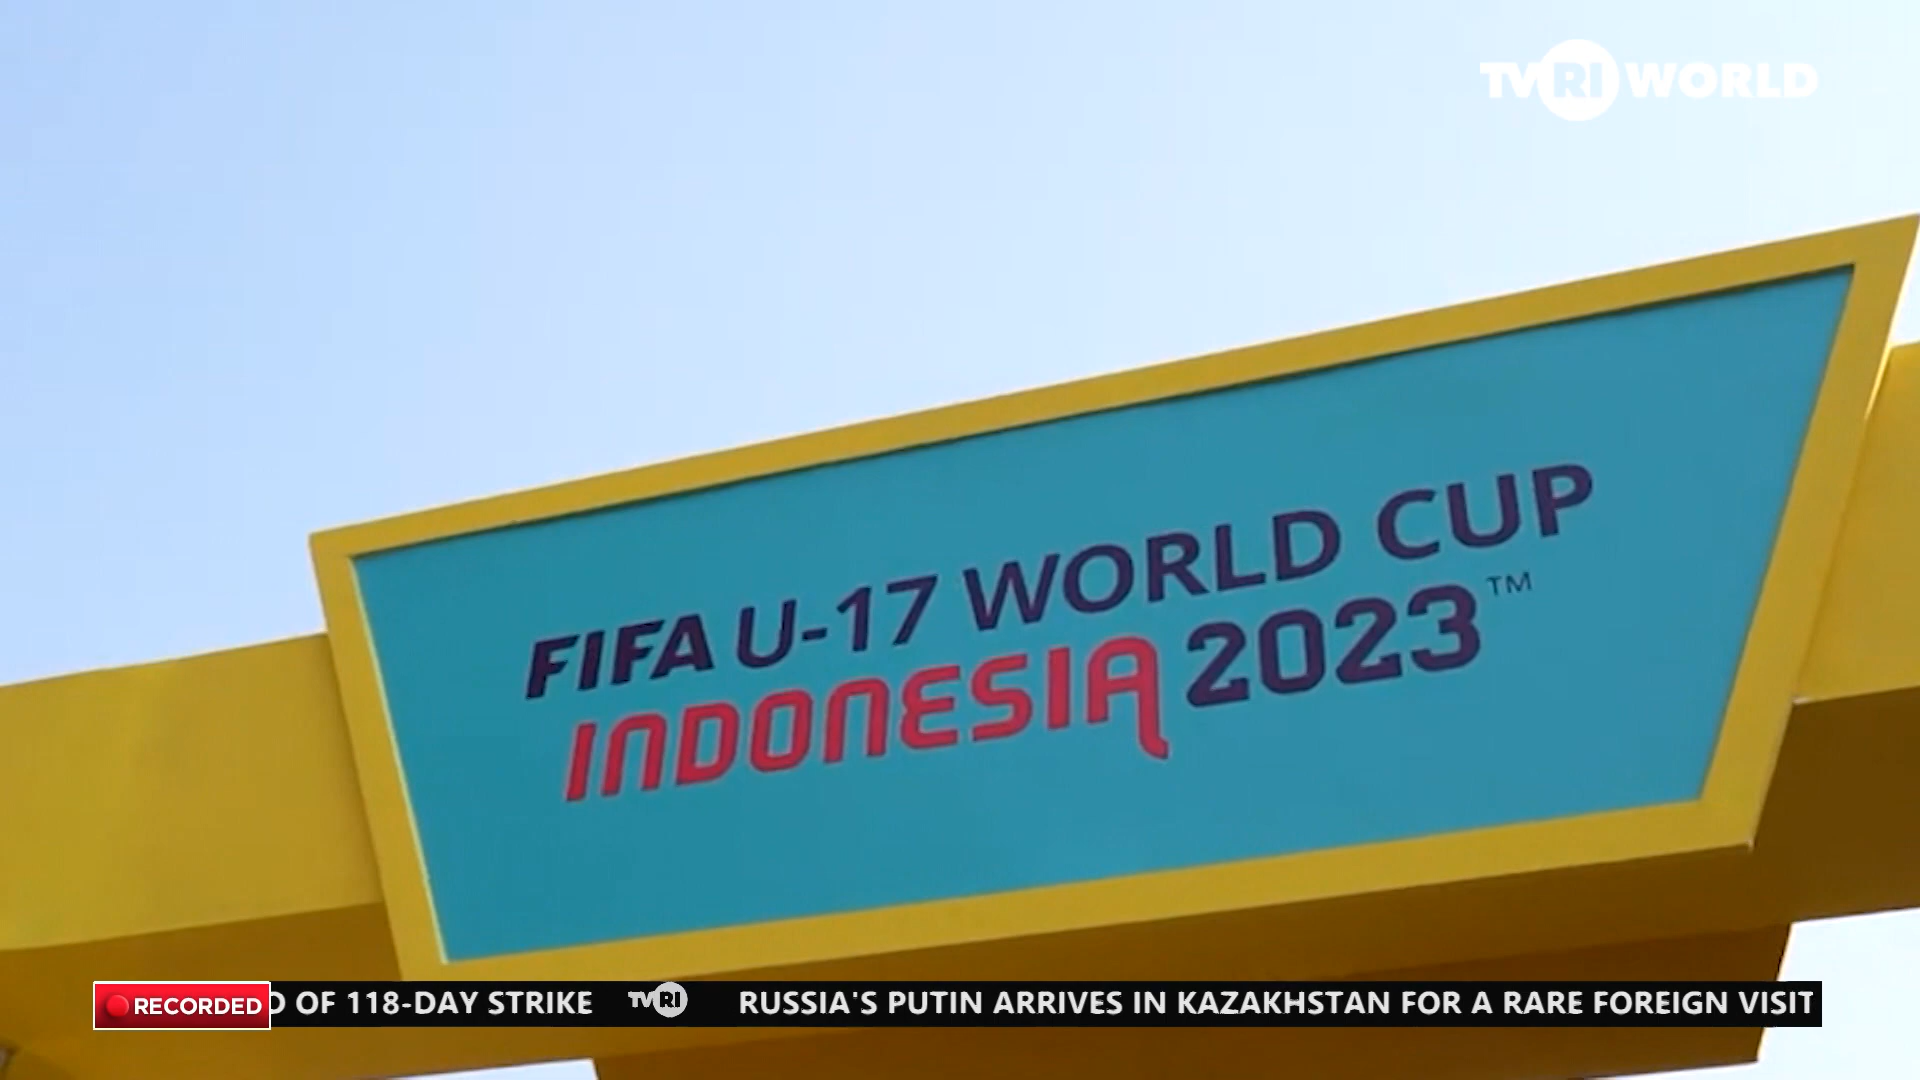 TVRI WORLD
FIFA U-17 WORLD CUP
INDONESIA 2023™
RECORDED
OF 118-DAY STRIKE TVRI RUSSIA'S PUTIN ARRIVES IN KAZAKHSTAN FOR A RARE FOREIGN VISIT